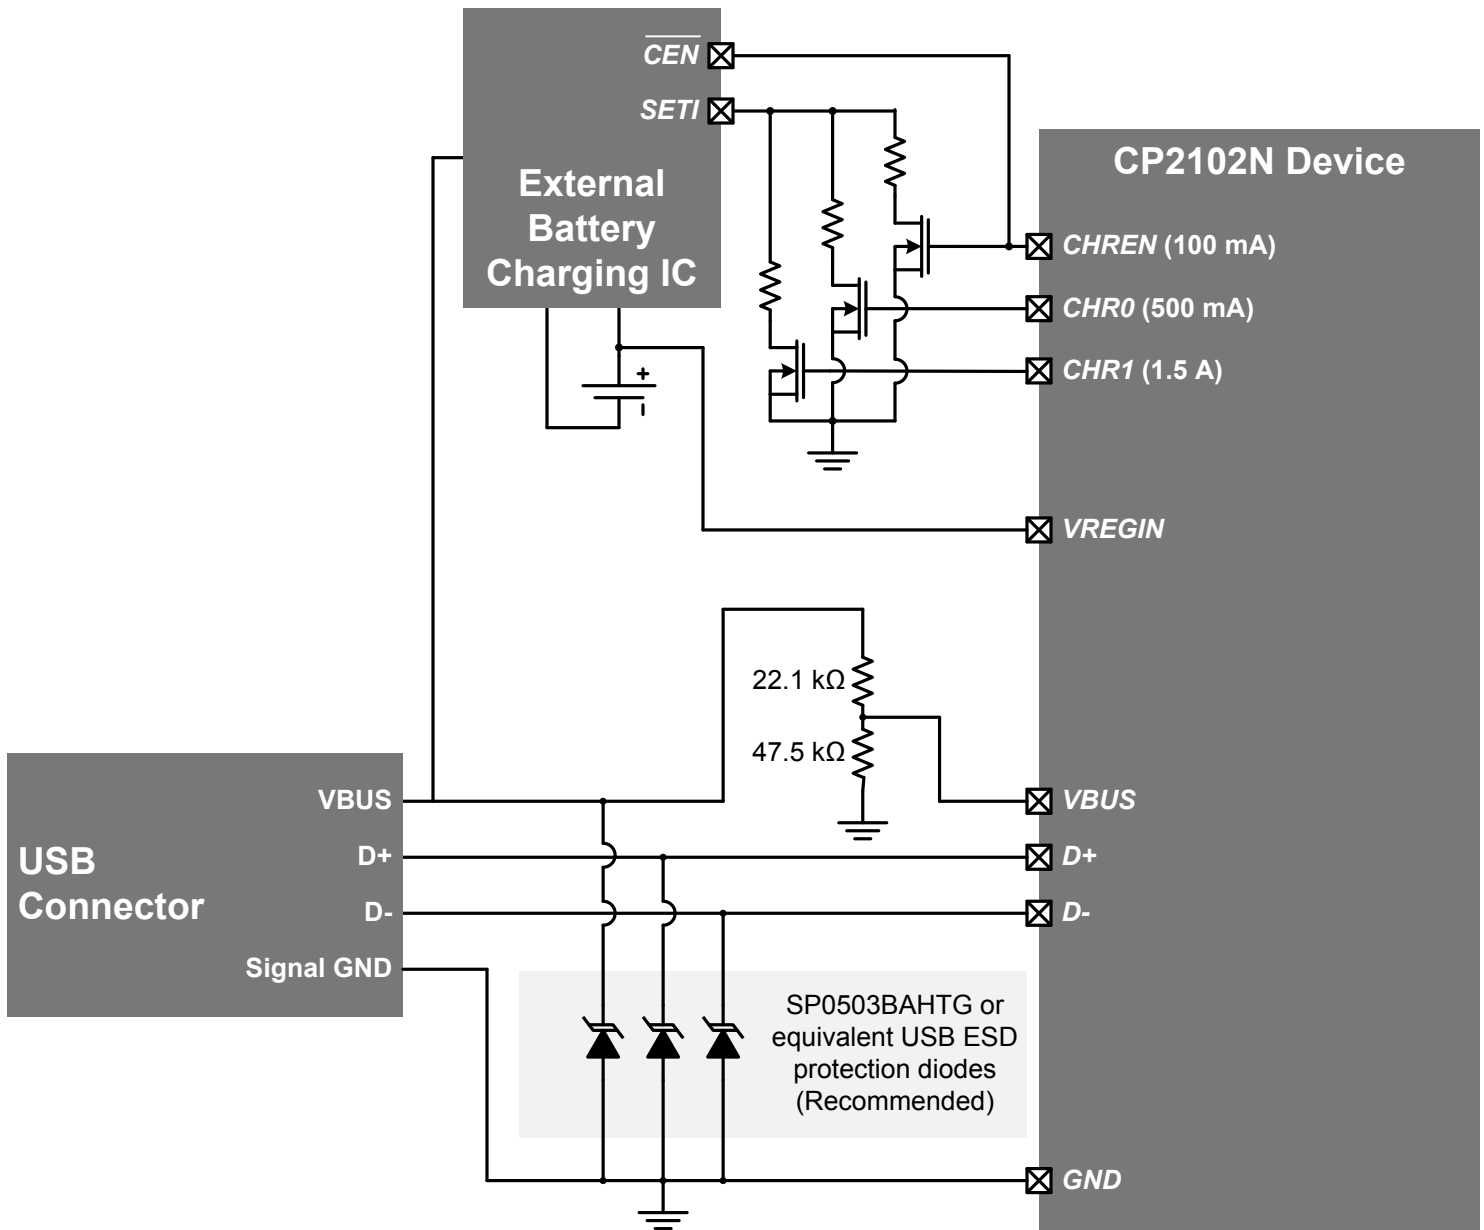 CEN
SETI
External
Battery
Charging IC
+
–
CP2102N Device
CHREN (100 mA)
CHR0 (500 mA)
CHR1 (1.5 A)
VREGIN
22.1 kΩ
47.5 kΩ
VBUS
D+
D-
GND
USB
Connector
VBUS
D+
D-
Signal GND
SP0503BAHTG or
equivalent USB ESD
protection diodes
(Recommended)